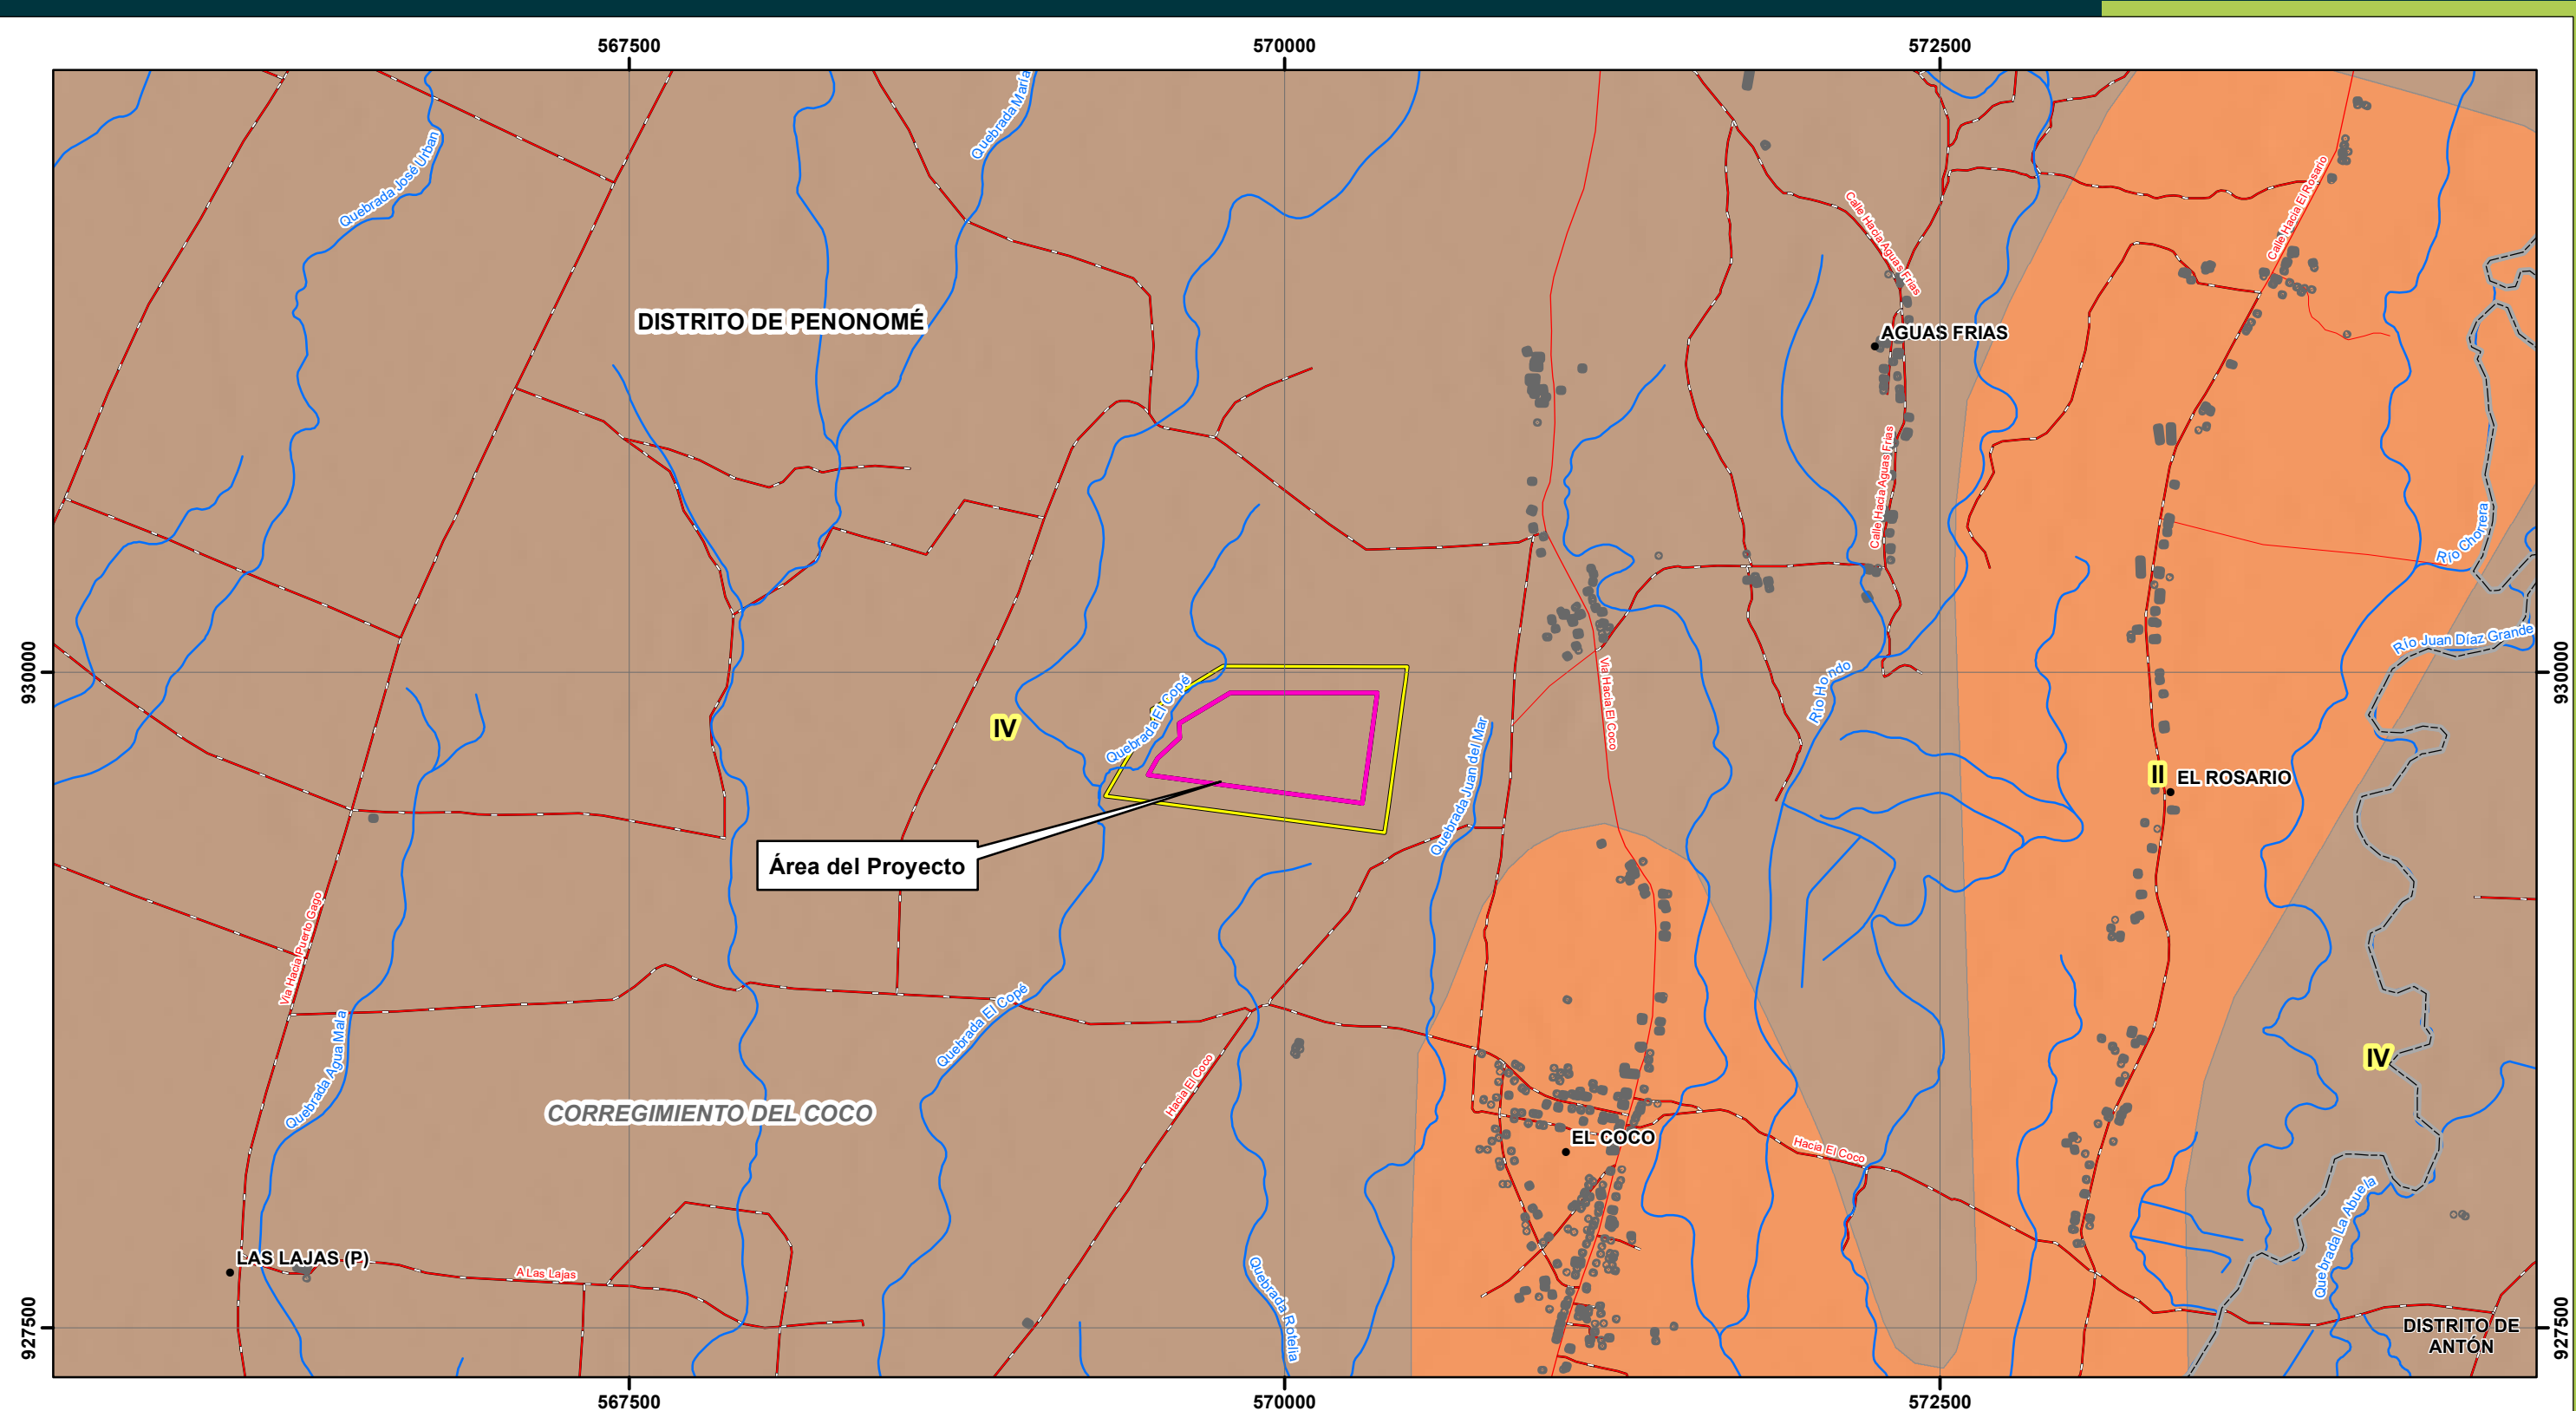 567500
570000
572500
Quebrada María
Quebrada José Urban
Calle Hacia El Rosario
Calle Hacia Aguas Frias
DISTRITO DE PENONOMÉ
AGUAS FRIAS
Calle Hacia Aguas Frias
Río Chorrera
Río Juan Díaz Grande
930000
930000
Quebrada El Copé
IV
Vía Hacia El Coco
Río Hondo
Quebrada Juan del Mar
II
EL ROSARIO
Área del Proyecto
Vía Hacia Puerto Gago
Quebrada Agua Mala
Quebrada El Copé
Hacia El Coco
IV
CORREGIMIENTO DEL COCO
EL COCO
Hacia El Coco
Quebrada La Abuela
LAS LAJAS (P)
A Las Lajas
Quebrada Rotelia
927500
927500
DISTRITO DE
ANTÓN
567500
570000
572500